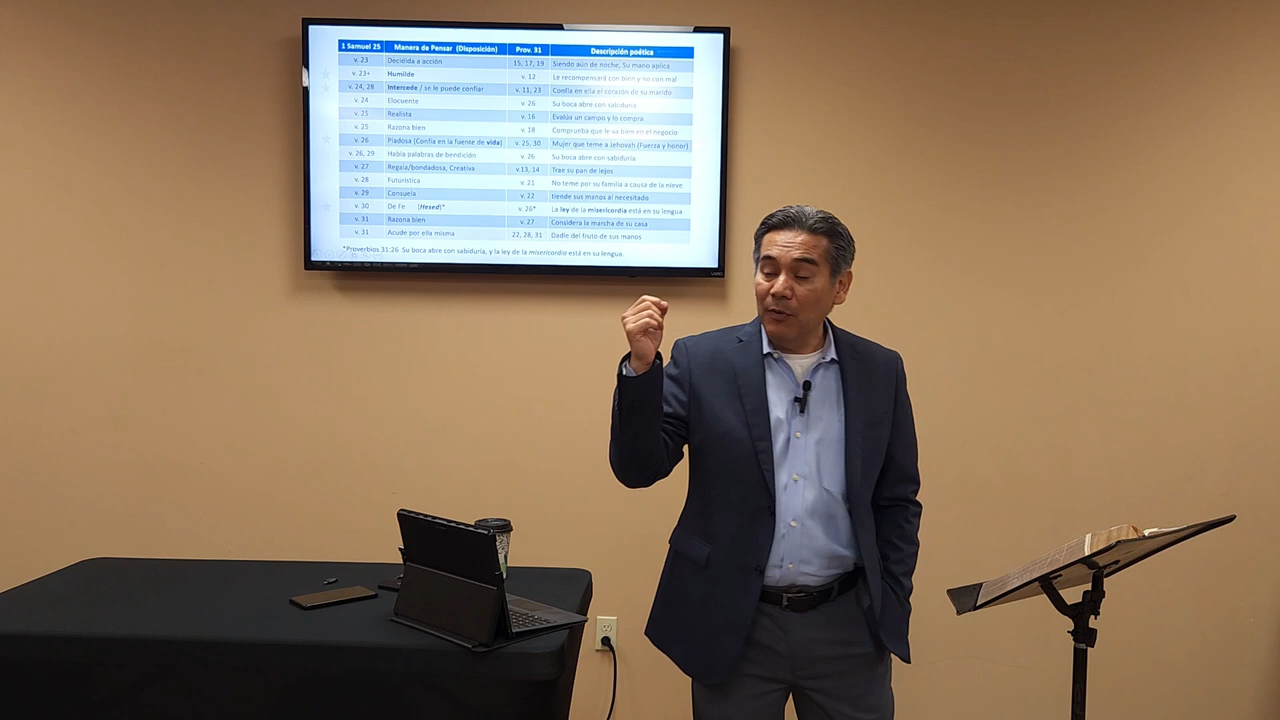 1 Samuel 25 Manera de Pensar (Disposición) Prov. 31 Descripción poética
v. 23 Decidida a acción 15, 17, 19 Siendo aún de noche, Su mano aplica
v. 23+ Humilde v. 12 Le recompensará con bien y no con mal
v. 24, 28 Intercede / se le puede confiar v. 11, 23 Confía en ella el corazón de su marido
v. 24 Elocuente v. 26 Su boca abre con sabiduría
v. 25 Realista v. 16 Evalúa un campo y lo compra
v. 25 Razona bien v. 18 Comprueba que le va bien en el negocio
v. 26 Piadosa (Confía en la fuente de vida) v. 25, 30 Mujer que teme a Jehovah (Fuerza y honor)
v. 26, 29 Habla palabras de bendición v. 26 Su boca abre con sabiduría
v. 27 Regala/bondadosa, Creativa v.13, 14 Trae su pan de lejos
v. 28 Futurística v. 21 No teme por su familia a causa de la nieve
v. 29 Consuela v. 22 tiende sus manos al necesitado
v. 30 De Fe (Hesed)* v. 26* La ley de la misericordia está en su lengua
v. 31 Razona bien v. 27 Considera la marcha de su casa
v. 31 Acude por ella misma 22, 28, 31 Dadle del fruto de sus manos
*Proverbios 31:26 Su boca abre con sabiduría, y la ley de la misericordia está en su lengua.
VIZIO